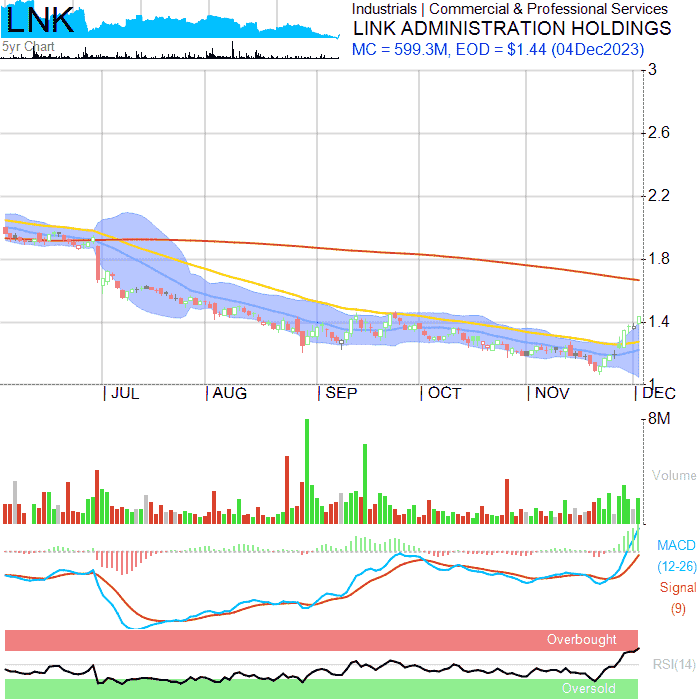 LNK
5yr Chart
Industrials | Commercial & Professional Services
LINK ADMINISTRATION HOLDINGS
MC = 599.3M, EOD = $1.44 (04Dec2023)
3
2.6
2.2
1.8
1.4
1
JUL AUG SEP OCT NOV DEC
8M
Volume
MACD
(12-26)
Signal
(9)
Overbought
RSI(14)
Oversold